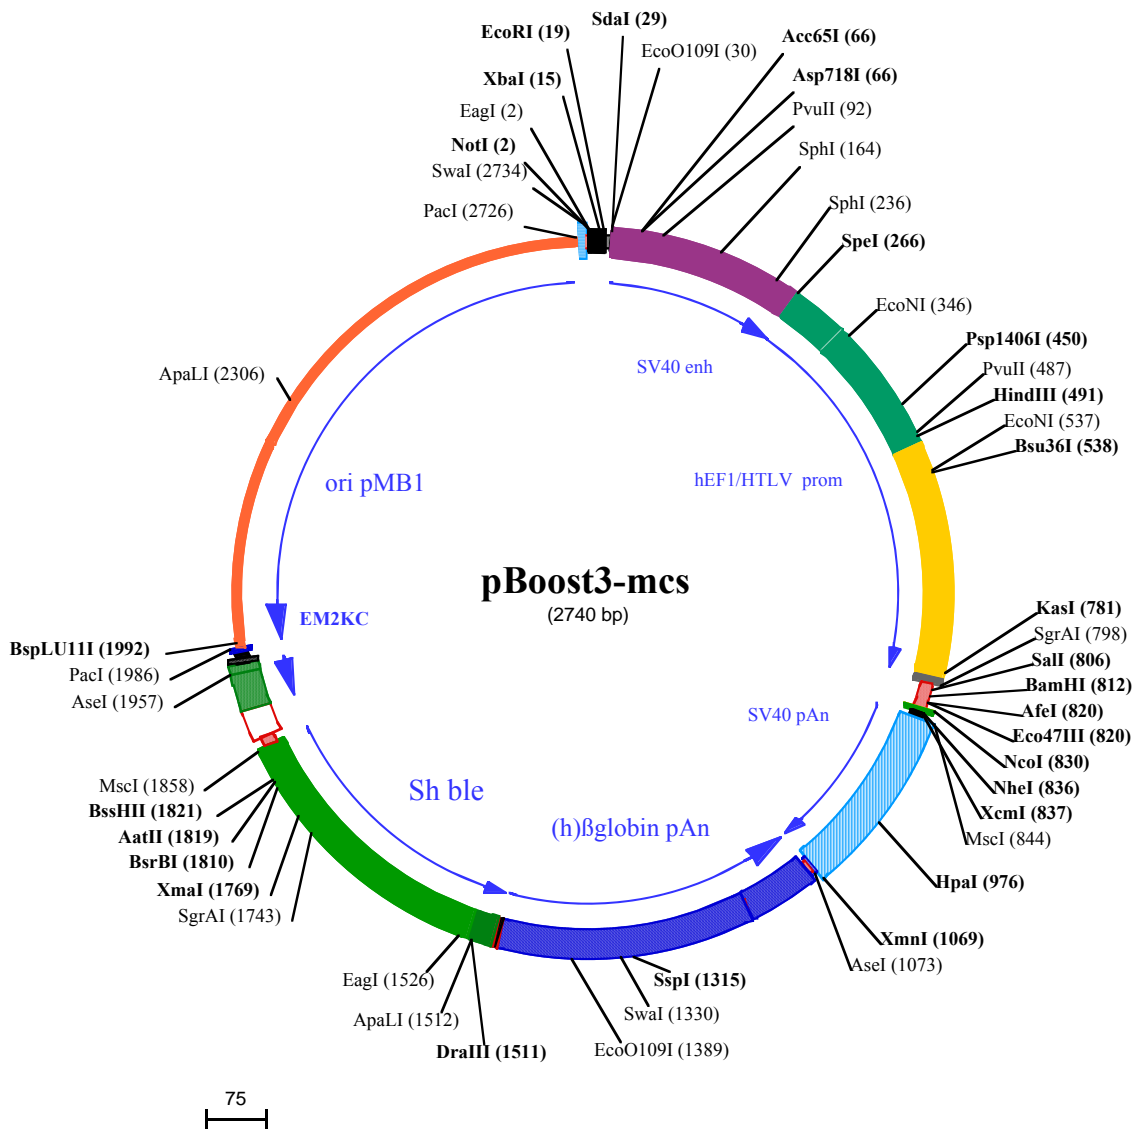 SdaI (29)
EcoRI (19)
EcoO109I (30)
Acc65I (66)
XbaI (15)
Asp718I (66)
EagI (2)
PvuII (92)
NotI (2)
SphI (164)
SwaI (2734)
PacI (2726)
SphI (236)
SpeI (266)
EcoNI (346)
Psp1406I (450)
SV40 enh
PvuII (487)
ApaLI (2306)
HindIII (491)
EcoNI (537)
Bsu36I (538)
hEF1/HTLV prom
ori pMB1
pBoost3-mcs
(2740 bp)
KasI (781)
EM2KC
SgrAI (798)
BspLU11I (1992)
SalI (806)
PacI (1986)
BamHI (812)
AseI (1957)
AfeI (820)
SV40 pAn
Eco47III (820)
NcoI (830)
MscI (1858)
NheI (836)
Sh ble
BssHII (1821)
XcmI (837)
(h)ßglobin pAn
AatII (1819)
MscI (844)
BsrBI (1810)
HpaI (976)
XmaI (1769)
SgrAI (1743)
XmnI (1069)
AseI (1073)
EagI (1526)
SspI (1315)
ApaLI (1512)
SwaI (1330)
DraIII (1511)
EcoO109I (1389)
75